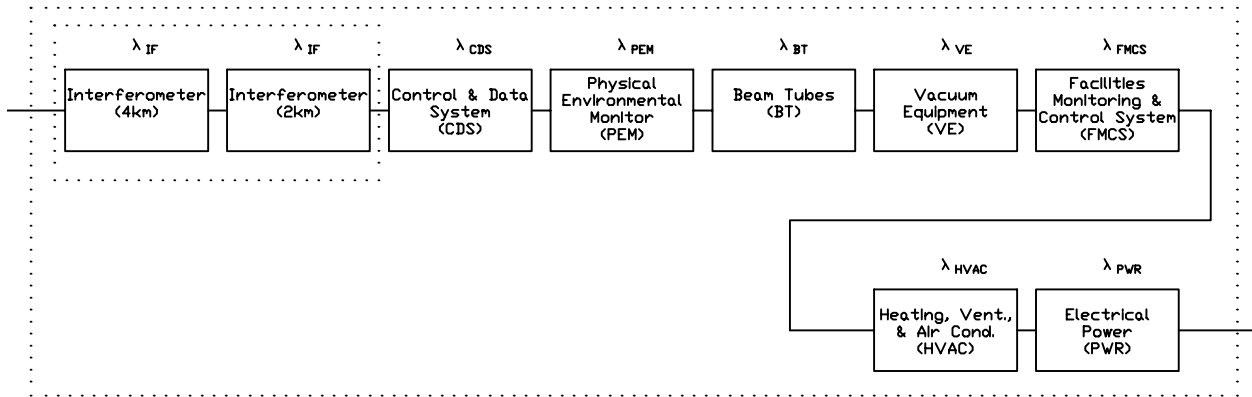 λ IF
λ IF
λ CDS
λ PEM
λ BT
λ VE
λ FMCS
Interferometer
(4km)
Interferometer
(2km)
Control & Data
System
(CDS)
Physical
Environmental
Monitor
(PEM)
Beam Tubes
(BT)
Vacuum
Equipment
(VE)
Facilities
Monitoring &
Control System
(FMCS)
λ HVAC
λ PWR
Heating, Vent.,
& Air Cond.
(HVAC)
Electrical
Power
(PWR)